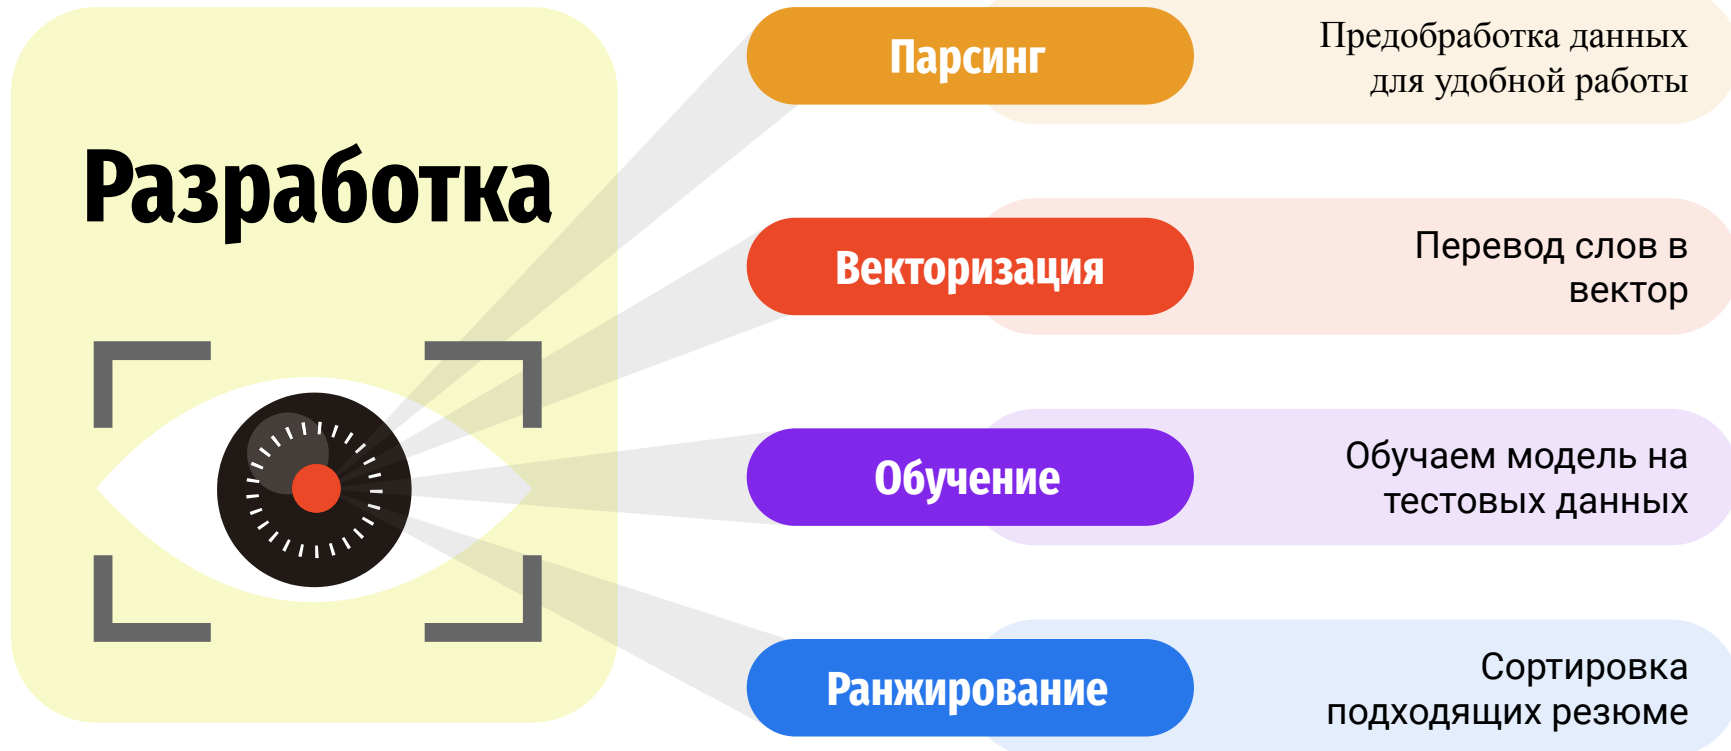 Разработка
Парсинг
Предобработка данных
для удобной работы
Векторизация
Перевод слов в
вектор
Обучение
Обучаем модель на
тестовых данных
Ранжирование
Сортировка
подходящих резюме